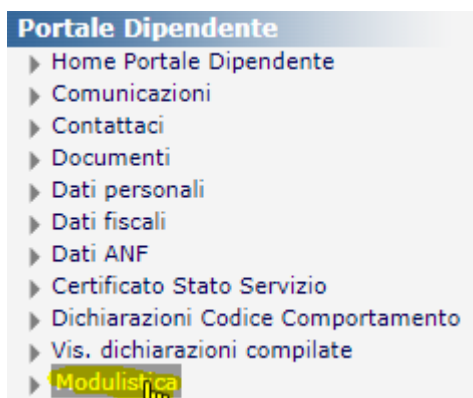 Portale Dipendente
Home Portale Dipendente
Comunicazioni
Contattaci
Documenti
Dati personali
Dati fiscali
Dati ANF
Certificato Stato Servizio
Dichiarazioni Codice Comportamento
Vis. dichiarazioni compilate
Modulistica